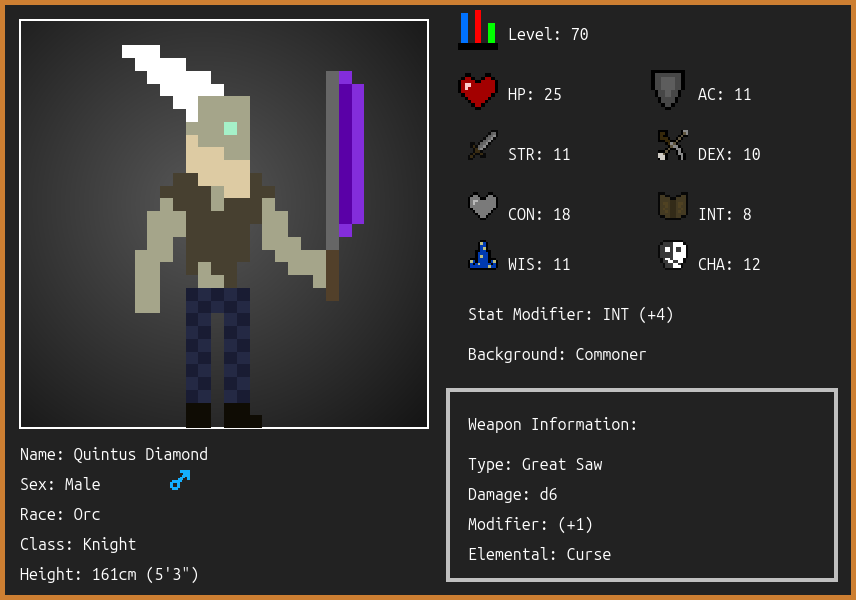 Level: 70
HP: 25
AC: 11
STR: 11
DEX: 10
CON: 18
INT: 8
WIS: 11
CHA: 12
Stat Modifier: INT (+4)
Background: Commoner
Weapon Information:
Type: Great Saw
Damage: d6
Modifier: (+1)
Elemental: Curse
Name: Quintus Diamond
Sex: Male
Race: Orc
Class: Knight
Height: 161cm (5'3")